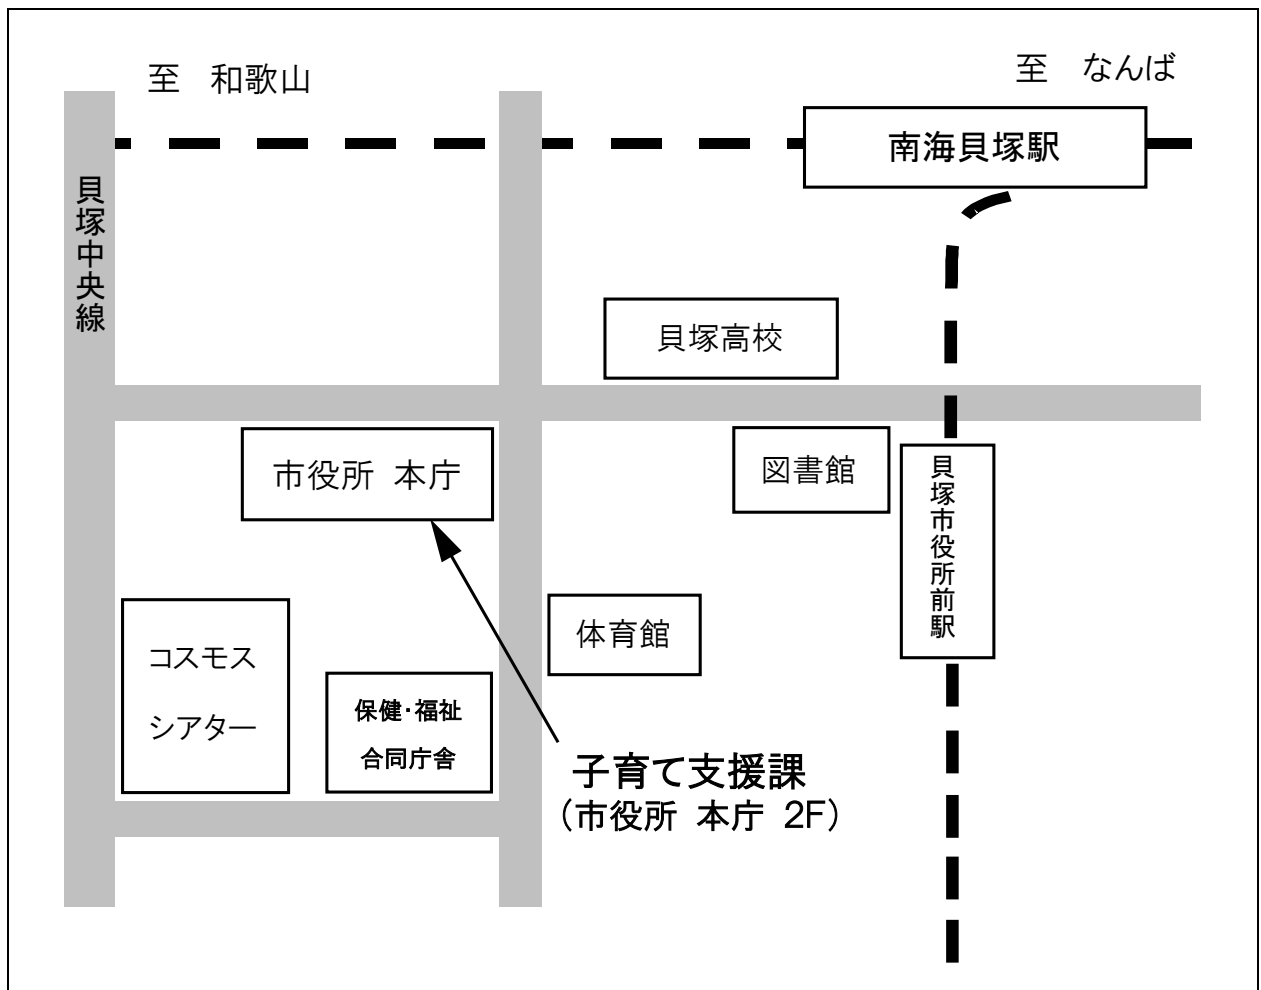 至　和歌山
至　なんば
南海貝塚駅
貝塚中央線
貝塚高校
市役所 本庁
図書館
貝塚市役所前駅
体育館
コスモス
シアター
保健・福祉
合同庁舎
子育て支援課
（市役所 本庁 2F）